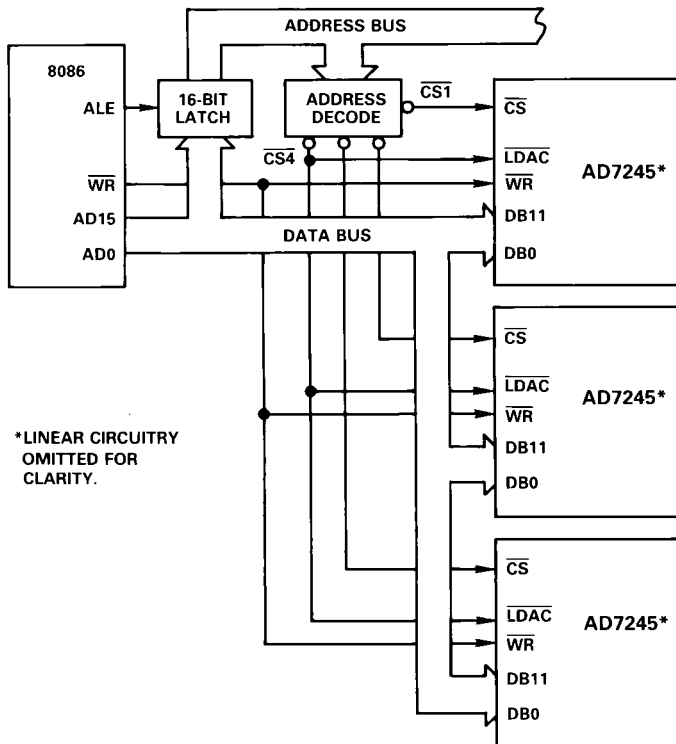 ADDRESS BUS
8086
ALE
16-BIT
LATCH
ADDRESS
DECODE
CS1
CS
CS4
LDAC
WR
WR
AD7245*
AD15
DB11
DATA BUS
AD0
DB0
CS
LDAC
AD7245*
WR
DB11
DB0
*LINEAR CIRCUITRY
OMITTED FOR
CLARITY.
CS
LDAC
AD7245*
WR
DB11
DB0